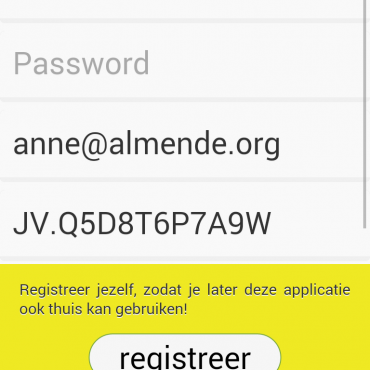 Password
anne@almende.org
JV.Q5D8T6P7A9W
Registreer jezelf, zodat je later deze applicatie
ook thuis kan gebruiken!
registreer